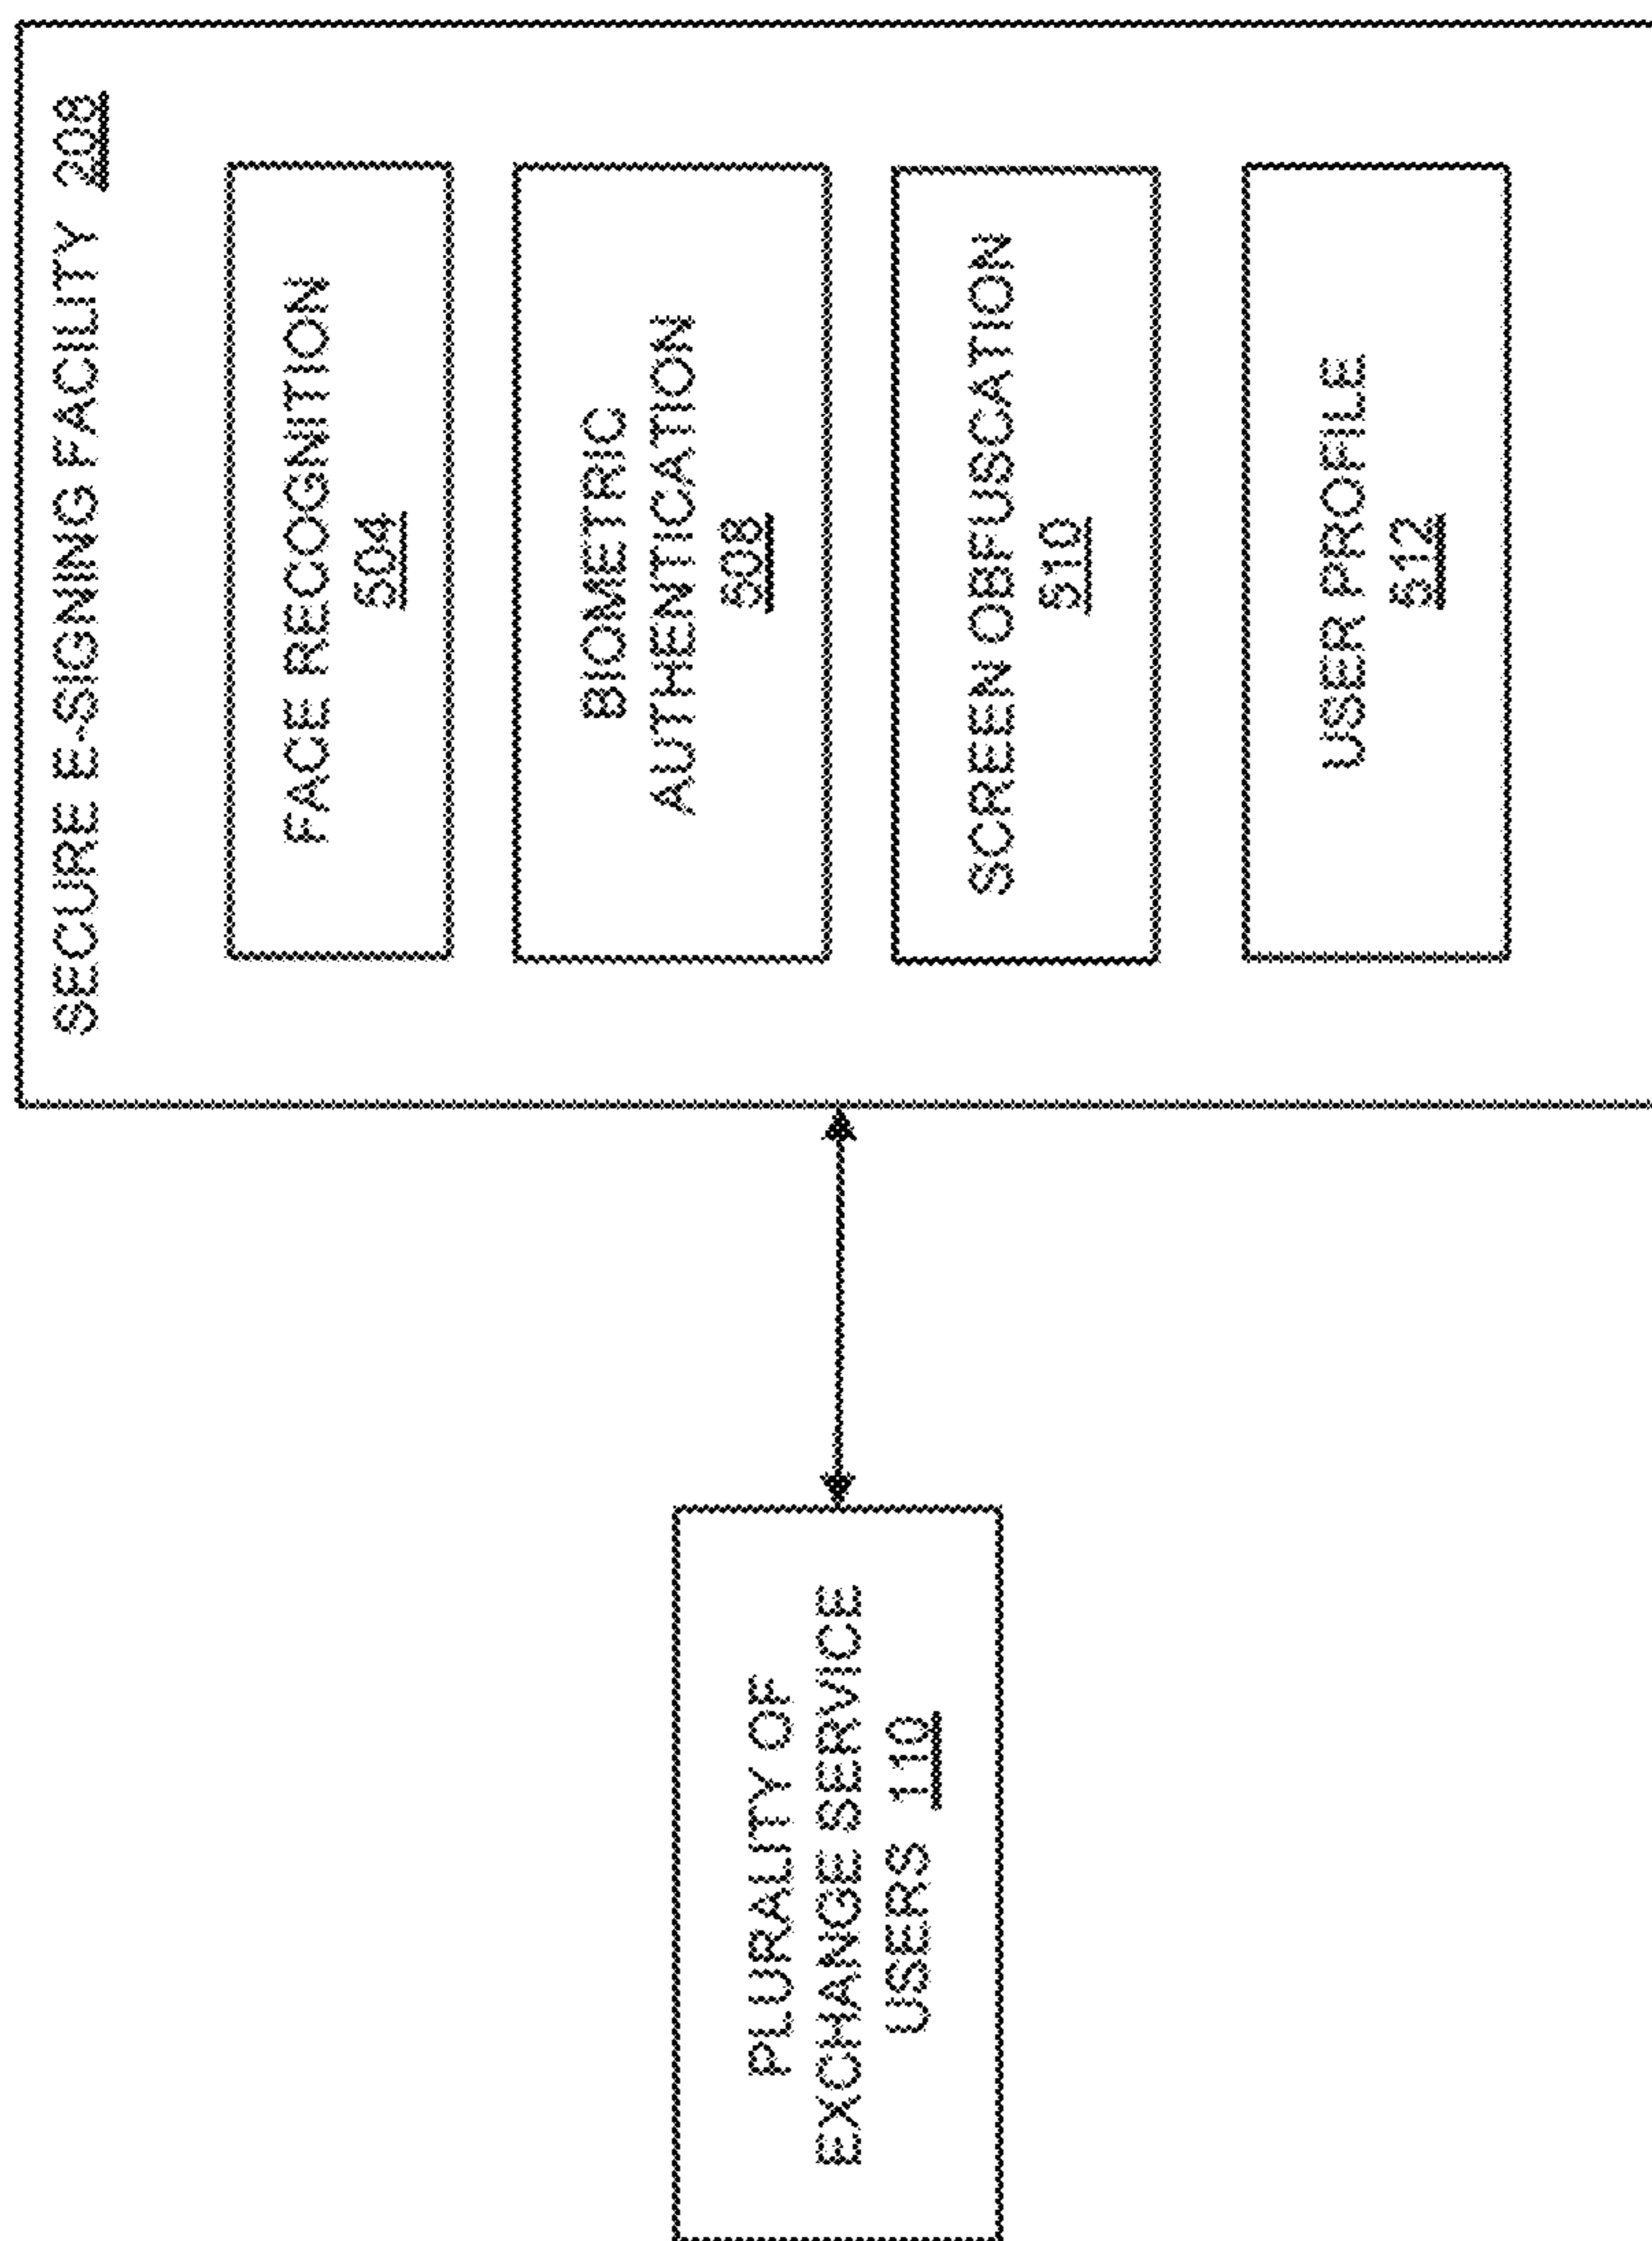 SECURE E-SIGNING FACILITY 208
FACE RECOGNITION
504
BIOMETRIC
AUTHENTICATION
508
SCREEN OBFUSCATION
510
USER PROFILE
512
PLURALITY OF
EXCHANGE SERVICE
USERS 110